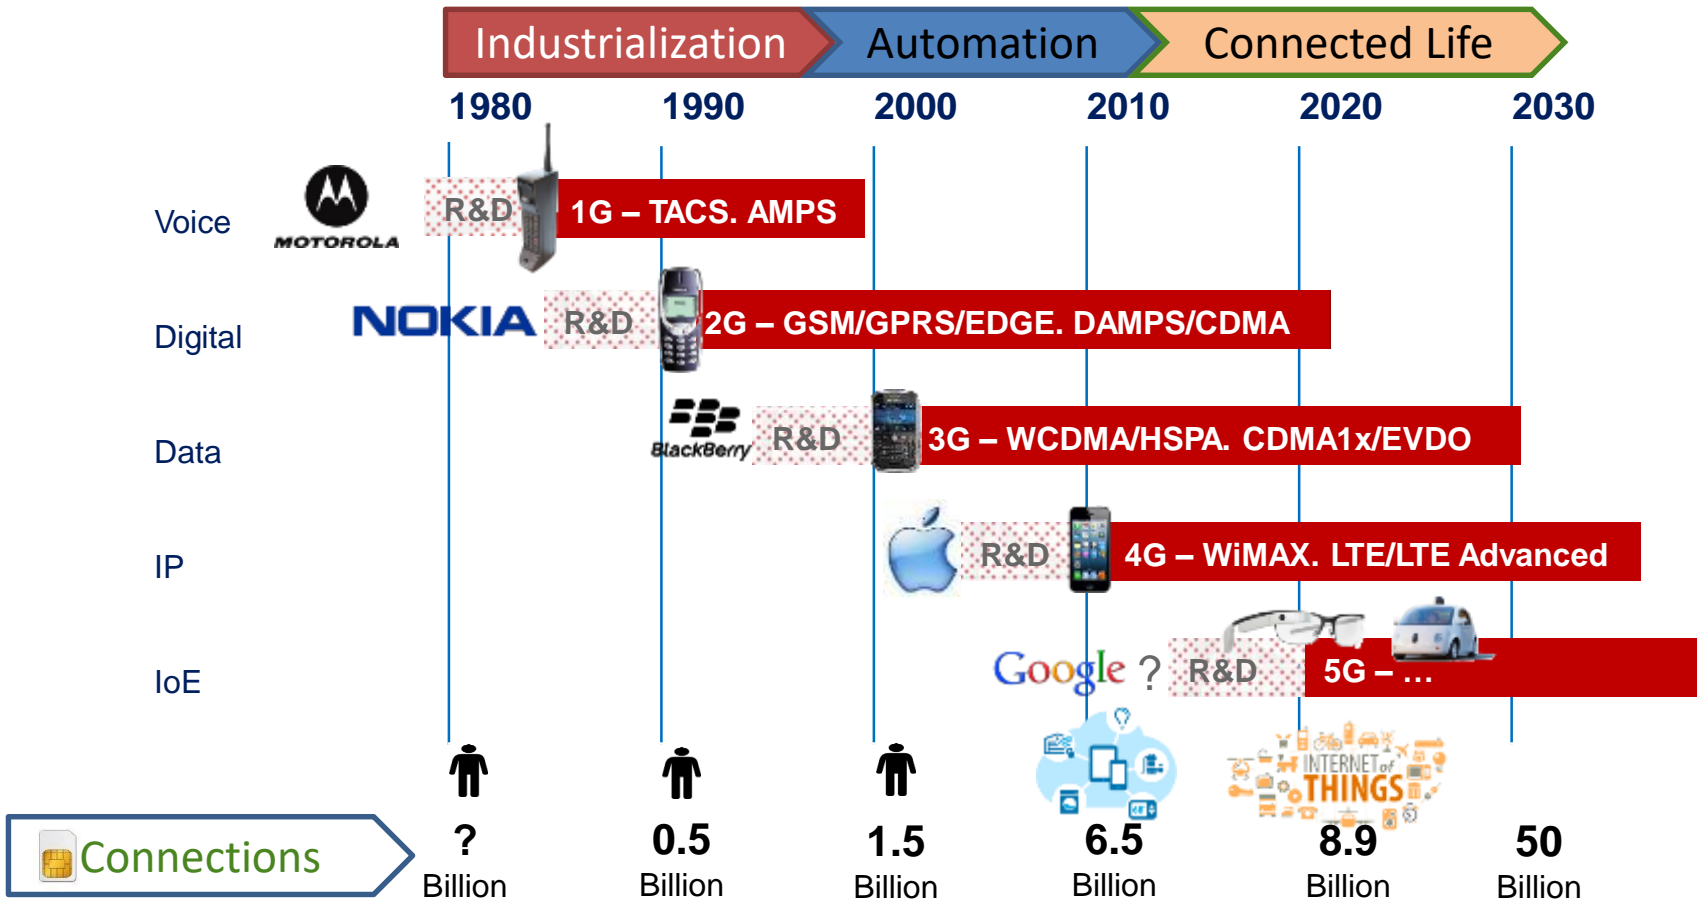 Industrialization
Automation
Connected Life
1980
1990
2000
2010
2020
2030
Voice
MOTOROLA
R&D
1G – TACS. AMPS
Digital
NOKIA
R&D
2G – GSM/GPRS/EDGE. DAMPS/CDMA
Data
BlackBerry
R&D
3G – WCDMA/HSPA. CDMA1x/EVDO
IP
R&D
4G – WiMAX. LTE/LTE Advanced
IoE
Google ?
R&D
5G – ...
INTERNET of
THINGS
Connections
?
Billion
0.5
Billion
1.5
Billion
6.5
Billion
8.9
Billion
50
Billion